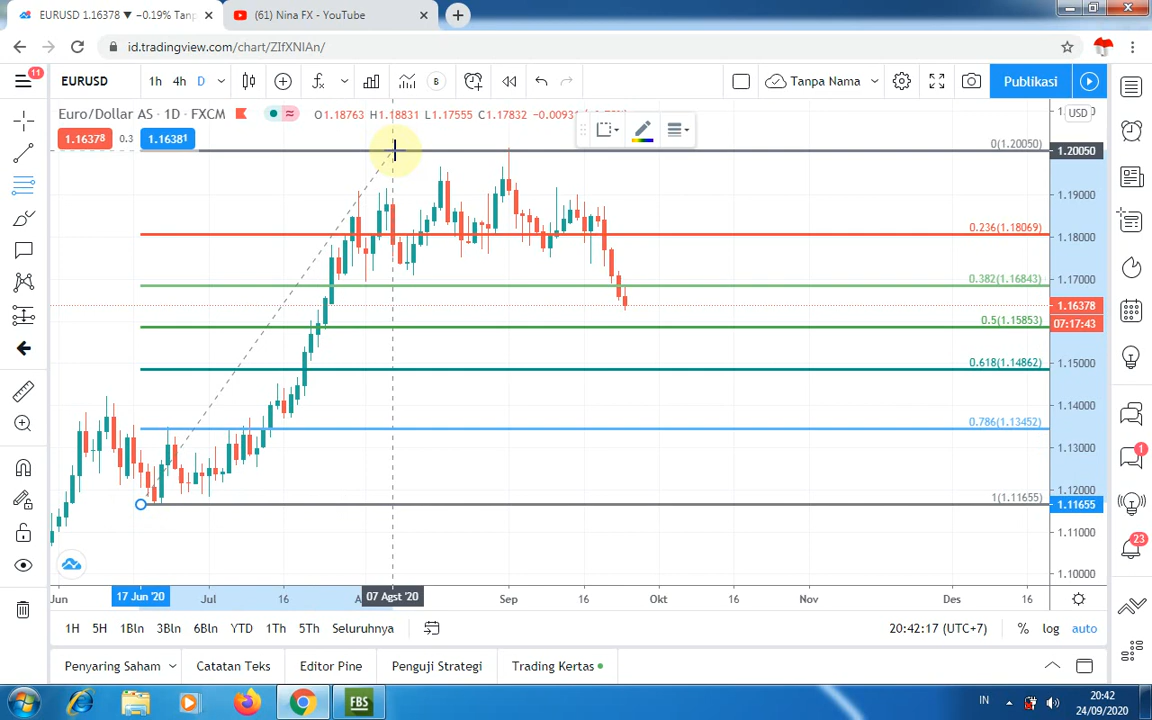 EURUSD 1.16378 ▼ −0.19% Tanp
(61) Nina FX - YouTube
id.tradingview.com/chart/ZIfXNIAn/
11
EURUSD
1h 4h D
B
Tanpa Nama
Publikasi
Euro/Dollar AS · 1D · FXCM
O1.18763 H1.18831 L1.17555 C1.17832
USD
1.16378 0.3 1.16381
0(1.20050)
1.20050
1.19000
0.236(1.18069)
1.18000
0.382(1.16843)
1.17000
1.16378
07:17:43
0.5(1.15853)
0.618(1.14862)
1.15000
1.14000
0.786(1.13452)
1.13000
1.12000
1(1.11655)
1.11655
1.11000
1.10000
1
23
Jun 17 Jun '20 Jul 16 A 07 Agst '20 Sep 16 Okt 16 Nov Des 16
1H 5H 1Bln 3Bln 6Bln YTD 1Th 5Th Seluruhnya
20:42:17 (UTC+7) % log auto
Penyaring Saham Catatan Teks Editor Pine Penguji Strategi Trading Kertas
FBS
IN
20:42
24/09/2020